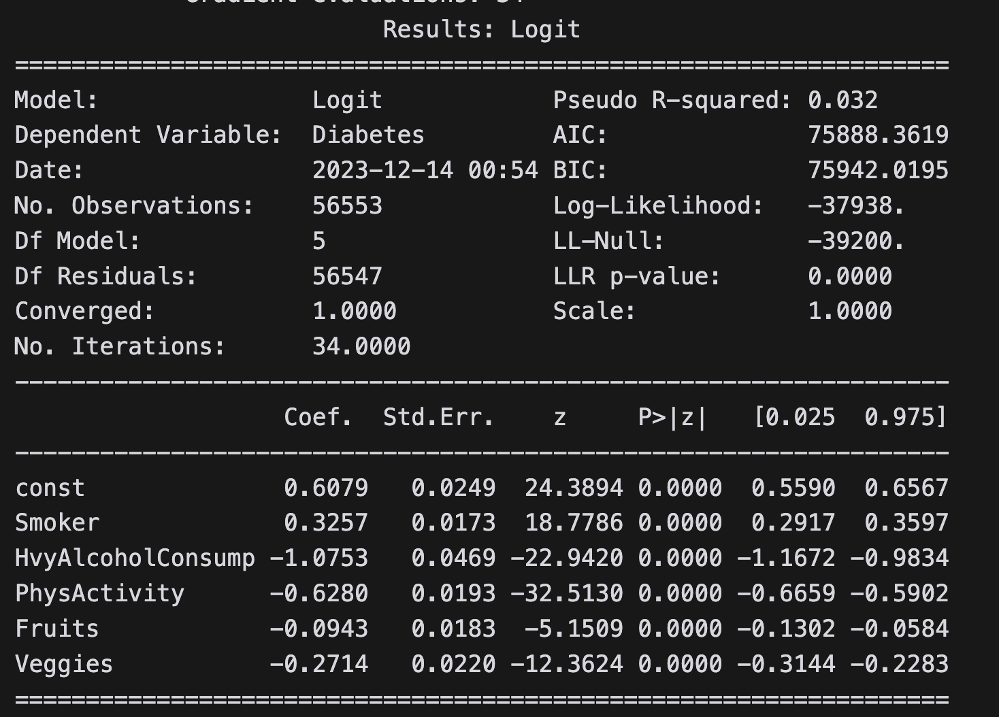 Gradient evaluations: 34
Results: Logit
==================================================================
Model:               Logit            Pseudo R-squared: 0.032
Dependent Variable:  Diabetes         AIC:              75888.3619
Date:                2023-12-14 00:54 BIC:              75942.0195
No. Observations:    56553            Log-Likelihood:   -37938.
Df Model:            5                LL-Null:          -39200.
Df Residuals:        56547            LLR p-value:      0.0000
Converged:           1.0000           Scale:            1.0000
No. Iterations:      34.0000
------------------------------------------------------------------
                   Coef.  Std.Err.    z     P>|z|   [0.025  0.975]
------------------------------------------------------------------
const              0.6079   0.0249  24.3894 0.0000  0.5590  0.6567
Smoker             0.3257   0.0173  18.7786 0.0000  0.2917  0.3597
HvyAlcoholConsump -1.0753   0.0469 -22.9420 0.0000 -1.1672 -0.9834
PhysActivity      -0.6280   0.0193 -32.5130 0.0000 -0.6659 -0.5902
Fruits            -0.0943   0.0183  -5.1509 0.0000 -0.1302 -0.0584
Veggies           -0.2714   0.0220 -12.3624 0.0000 -0.3144 -0.2283
==================================================================